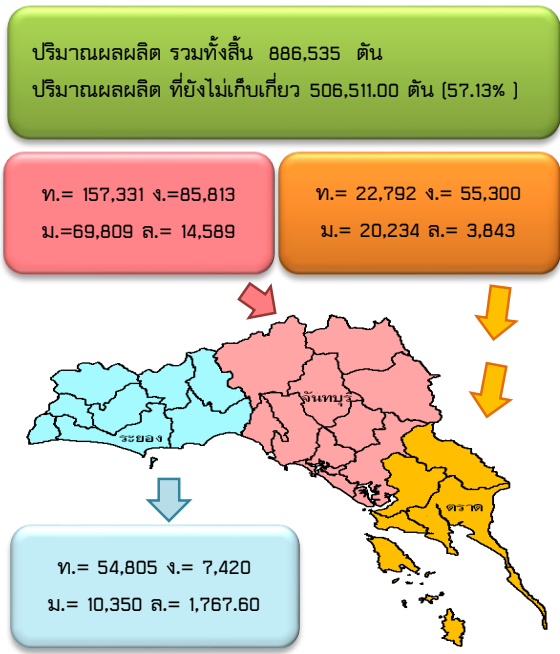 ปริมาณผลผลิต รวมทั้งสิ้น 886,535 ตัน
ปริมาณผลผลิต ที่ยังไม่เก็บเกี่ยว 506,511.00 ตัน (57.13% )
ท.= 157,331 ง.=85,813
ม.=69,809 ล.= 14,589
ท.= 22,792 ง.= 55,300
ม.= 20,234 ล.= 3,843
จันทบุรี
ระยอง
ตราด
ท.= 54,805 ง.= 7,420
ม.= 10,350 ล.= 1,767.60